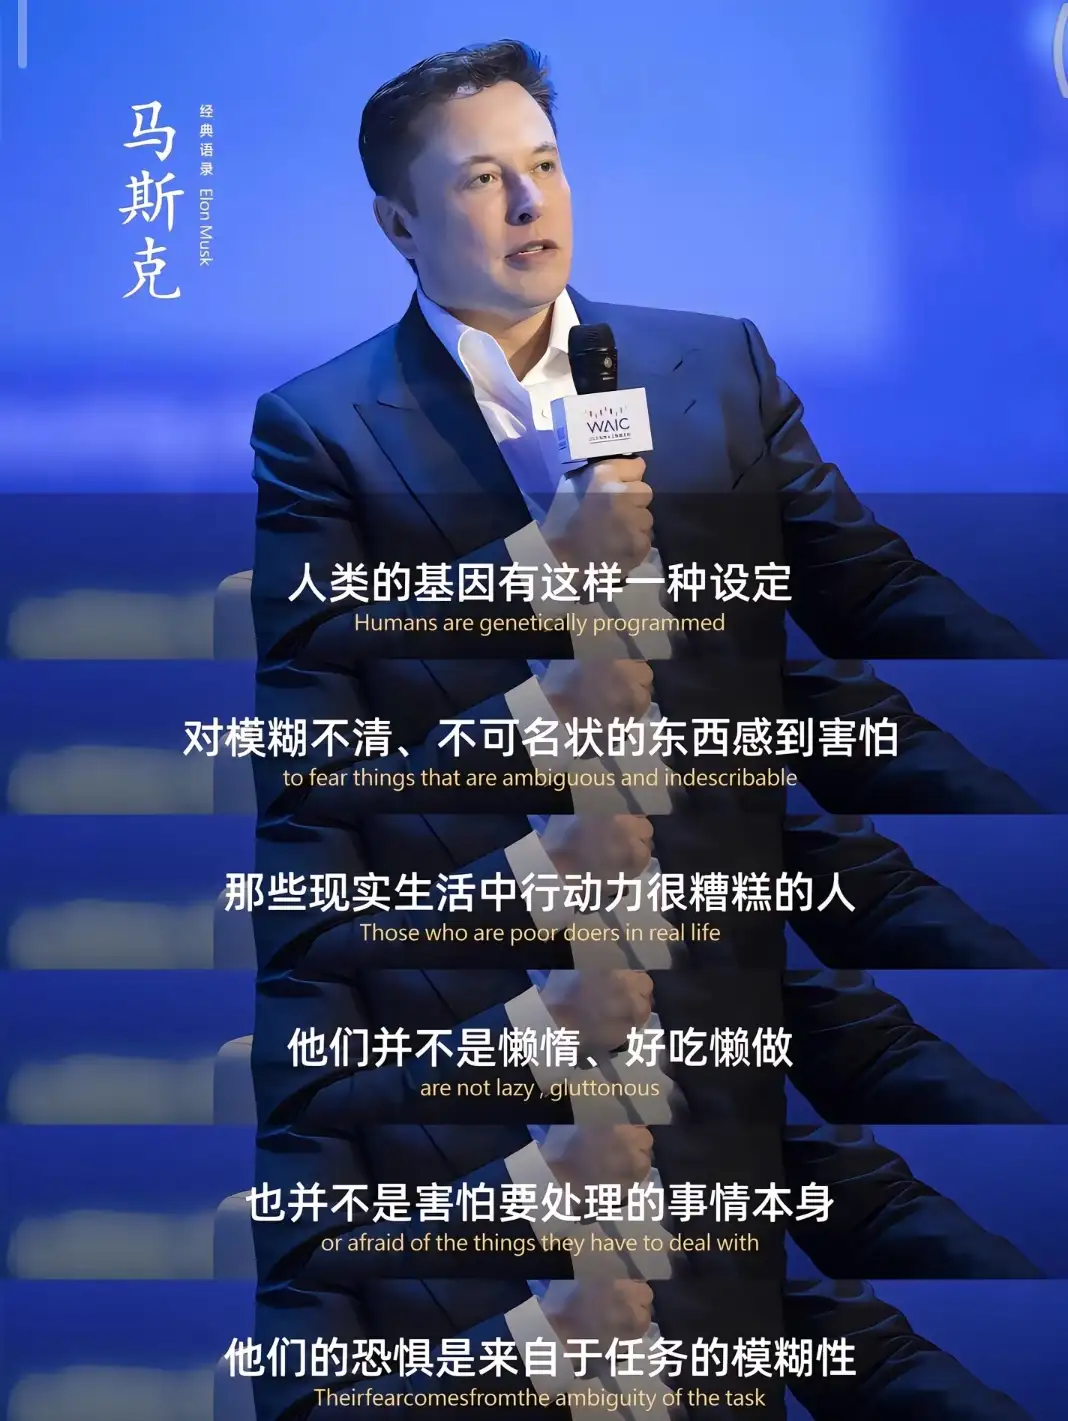 马斯克
经典语录 Elon Musk
WAIC
人类的基因有这样一种设定
Humans are genetically programmed
对模糊不清、不可名状的东西感到害怕
to fear things that are ambiguous and indescribable
那些现实生活中行动力很糟糕的人
Those who are poor doers in real life
他们并不是懒惰、好吃懒做
are not lazy , gluttonous
也并不是害怕要处理的事情本身
or afraid of the things they have to deal with
他们的恐惧是来自于任务的模糊性
Theirfearcomesfromthe ambiguity of the task